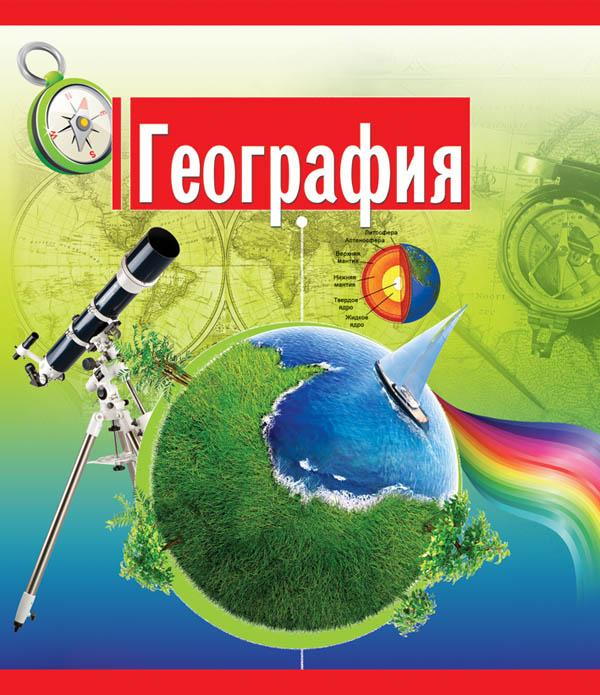 География
Литосфера
Астеносфера
Верхняя
мантия
Нижняя
мантия
Твердое
ядро
Жидкое
ядро
N
E
S
W